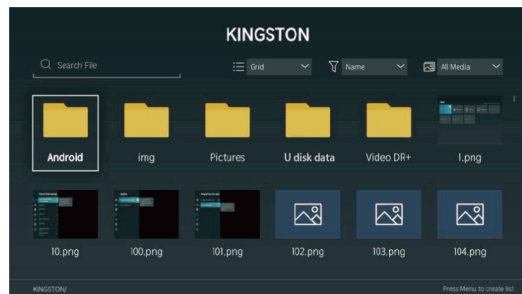 KINGSTON
Search File
Grid
Name
All Media
Android
img
Pictures
U disk data
Video DR+
1.png
10.png
100.png
101.png
102.png
103.png
104.png
KINGSTON/
Press Menu to create list